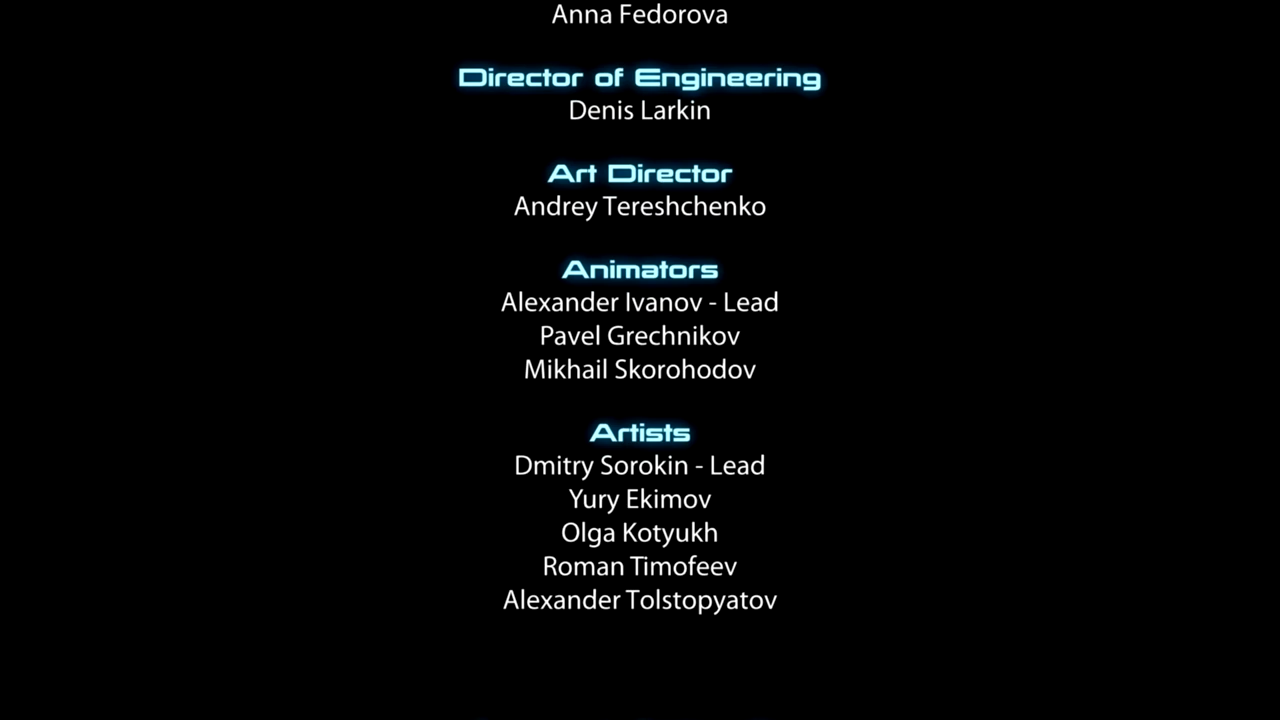 Anna Fedorova
Director of Engineering
Denis Larkin
Art Director
Andrey Tereshchenko
Animators
Alexander Ivanov - Lead
Pavel Grechnikov
Mikhail Skorohodov
Artists
Dmitry Sorokin - Lead
Yury Ekimov
Olga Kotyukh
Roman Timofeev
Alexander Tolstopyatov